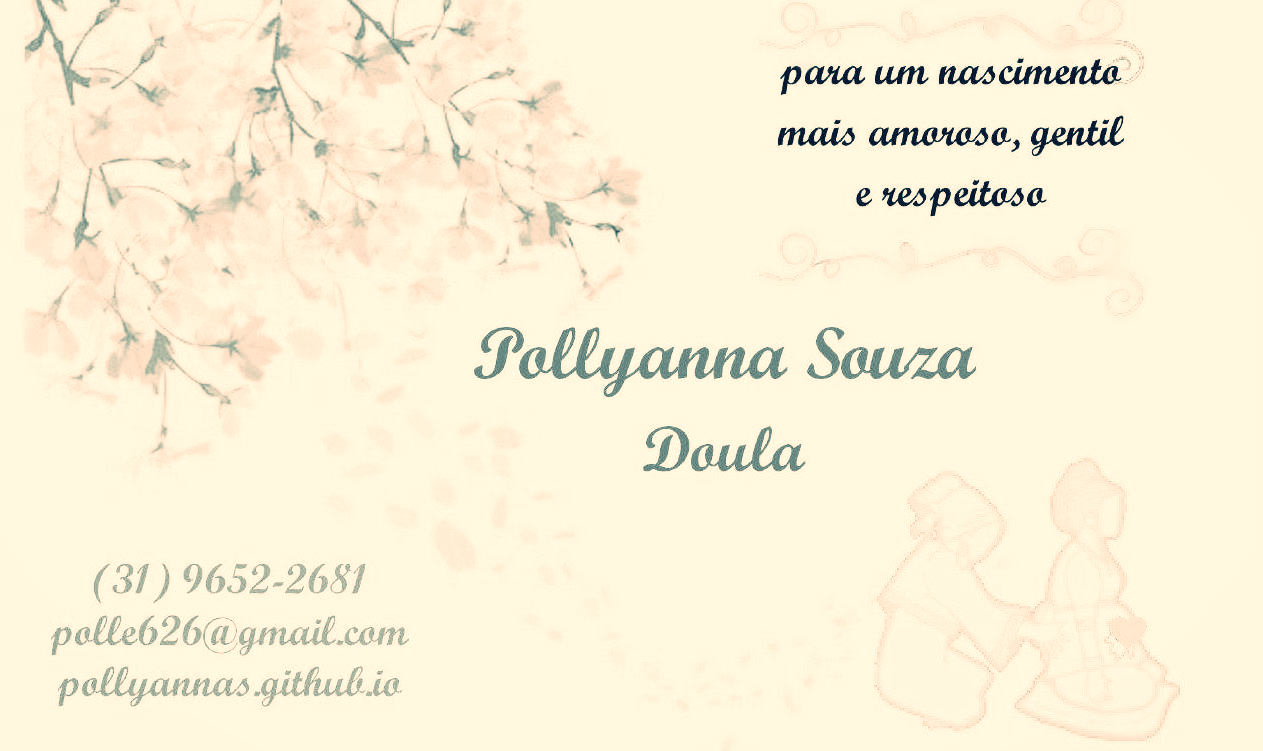 para um nascimento
mais amoroso, gentil
e respeitoso
Pollyanna Souza
Doula
(31) 9652-2681
polle626@gmail.com
pollyannas.github.io